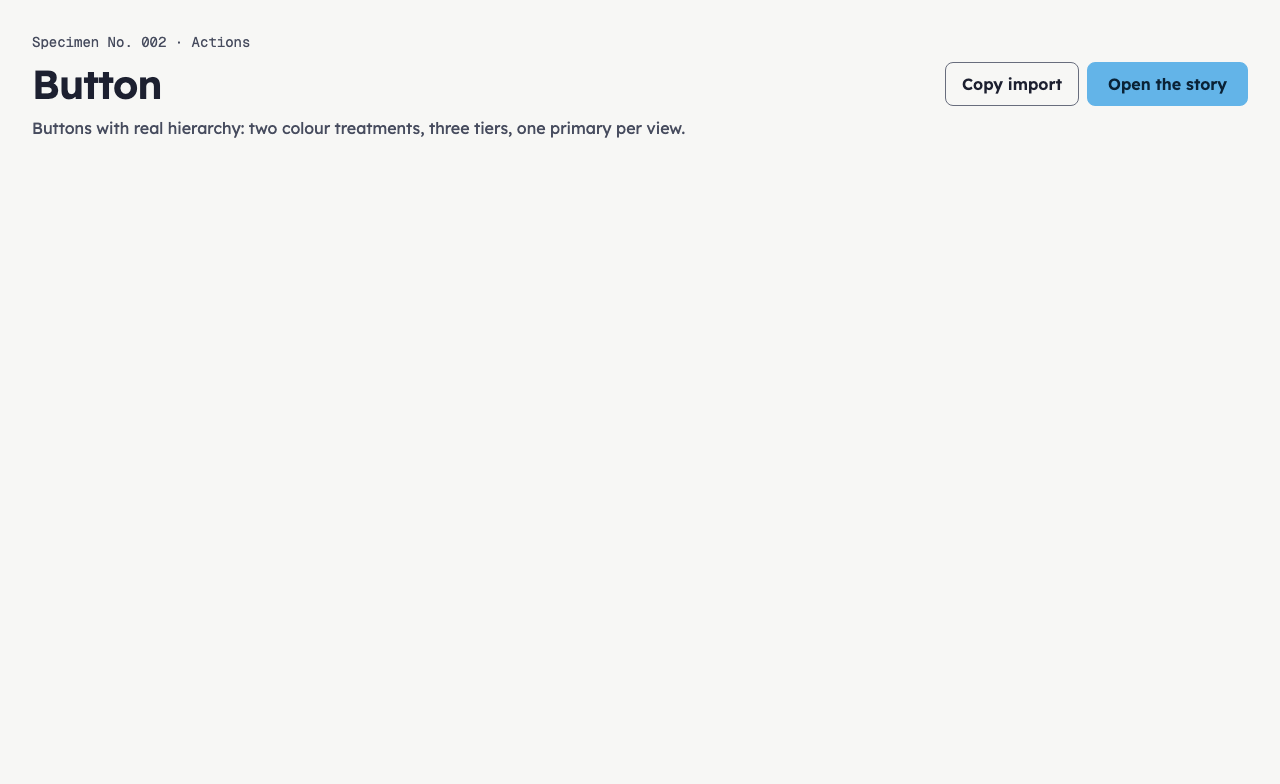 Specimen No. 002 · Actions
Button
Buttons with real hierarchy: two colour treatments, three tiers, one primary per view.
Copy import
Open the story